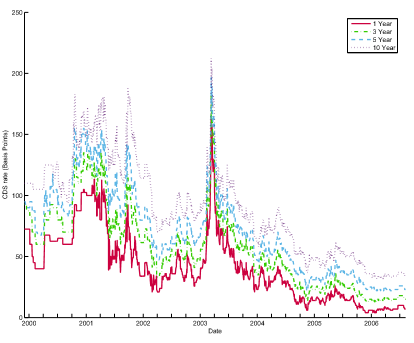 250
200
150
100
50
0
CDS rate (Basis Points)
1 Year
3 Year
5 Year
10 Year
2000 2001 2002 2003 2004 2005 2006
Date